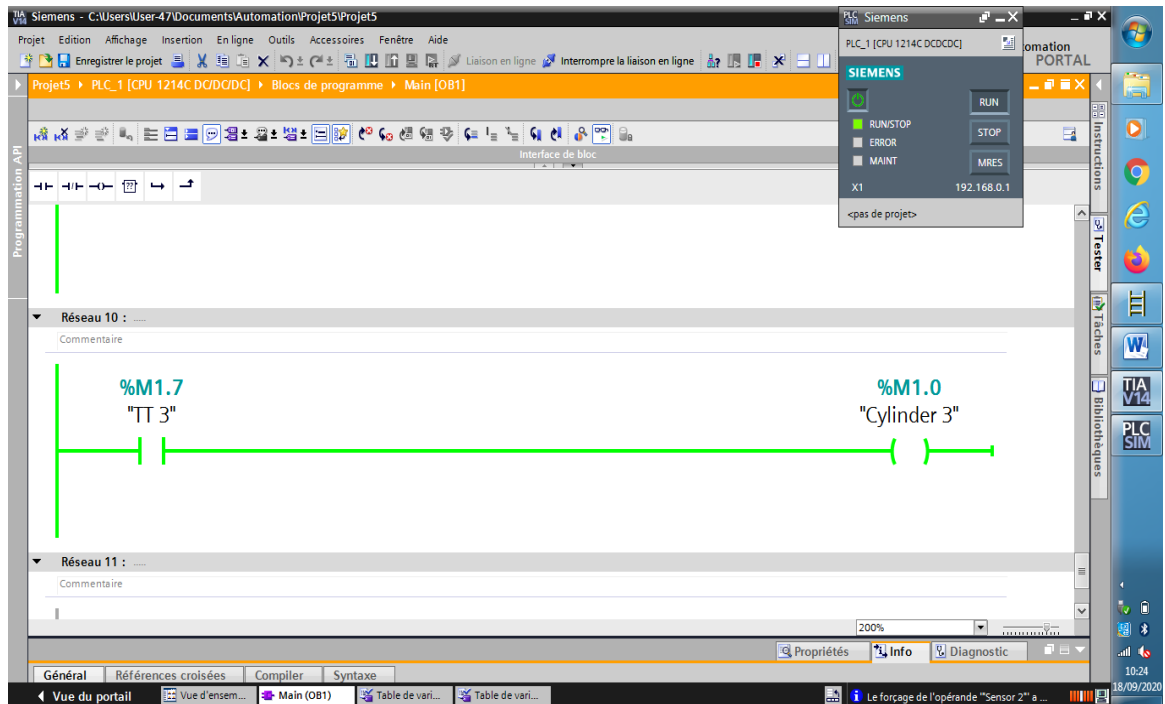 TIA V14 Siemens - C:\Users\User-47\Documents\Automation\Projet5\Projet5
Projet Edition Affichage Insertion En ligne Outils Accessoires Fenêtre Aide
Enregistrer le projet
Liaison en ligne
Interrompre la liaison en ligne
omation
PORTAL
Projet5 PLC_1 [CPU 1214C DC/DC/DC] Blocs de programme Main [OB1]
Interface de bloc
PLC SIM Siemens
PLC_1 [CPU 1214C DCDCDC]
SIEMENS
RUN
RUN/STOP
STOP
ERROR
MAINT
MRES
X1 192.168.0.1
<pas de projet>
Programmation API
??
Réseau 10 : .....
Commentaire
%M1.7
"TT 3"
%M1.0
"Cylinder 3"
Réseau 11 : .....
Commentaire
200%
Propriétés
Info
Diagnostic
Général
Références croisées
Compiler
Syntaxe
Vue du portail
Vue d'ensem...
Main (OB1)
Table de vari...
Table de vari...
Le forçage de l'opérande "Sensor 2" a ...
Instructions
Tester
Tâches
Bibliothèques
W
TIA V14
PLC SIM
10:24
18/09/2020